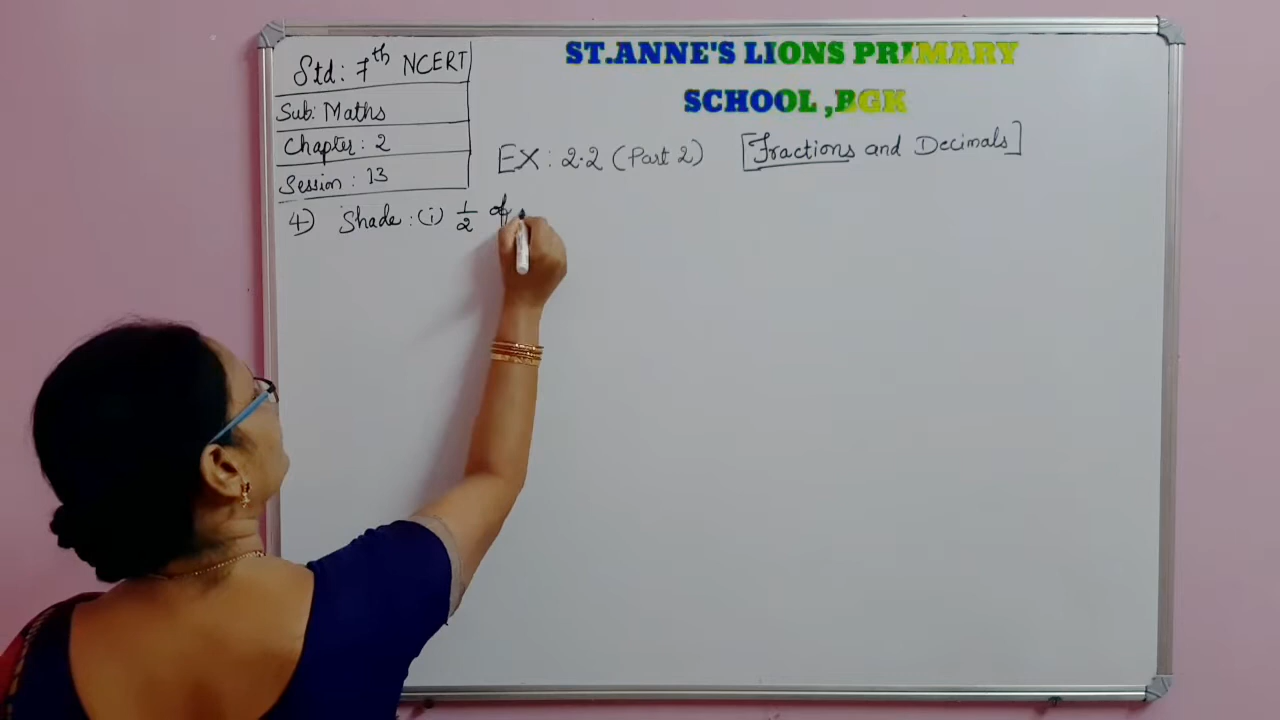 ST.ANNE'S LIONS PRIMARY
SCHOOL ,BGK
Std: 7th NCERT
Sub: Maths
Chapter: 2
Session: 13
EX: 2.2 (Part 2) [Fractions and Decimals]
4) Shade: (i) 1/2 of